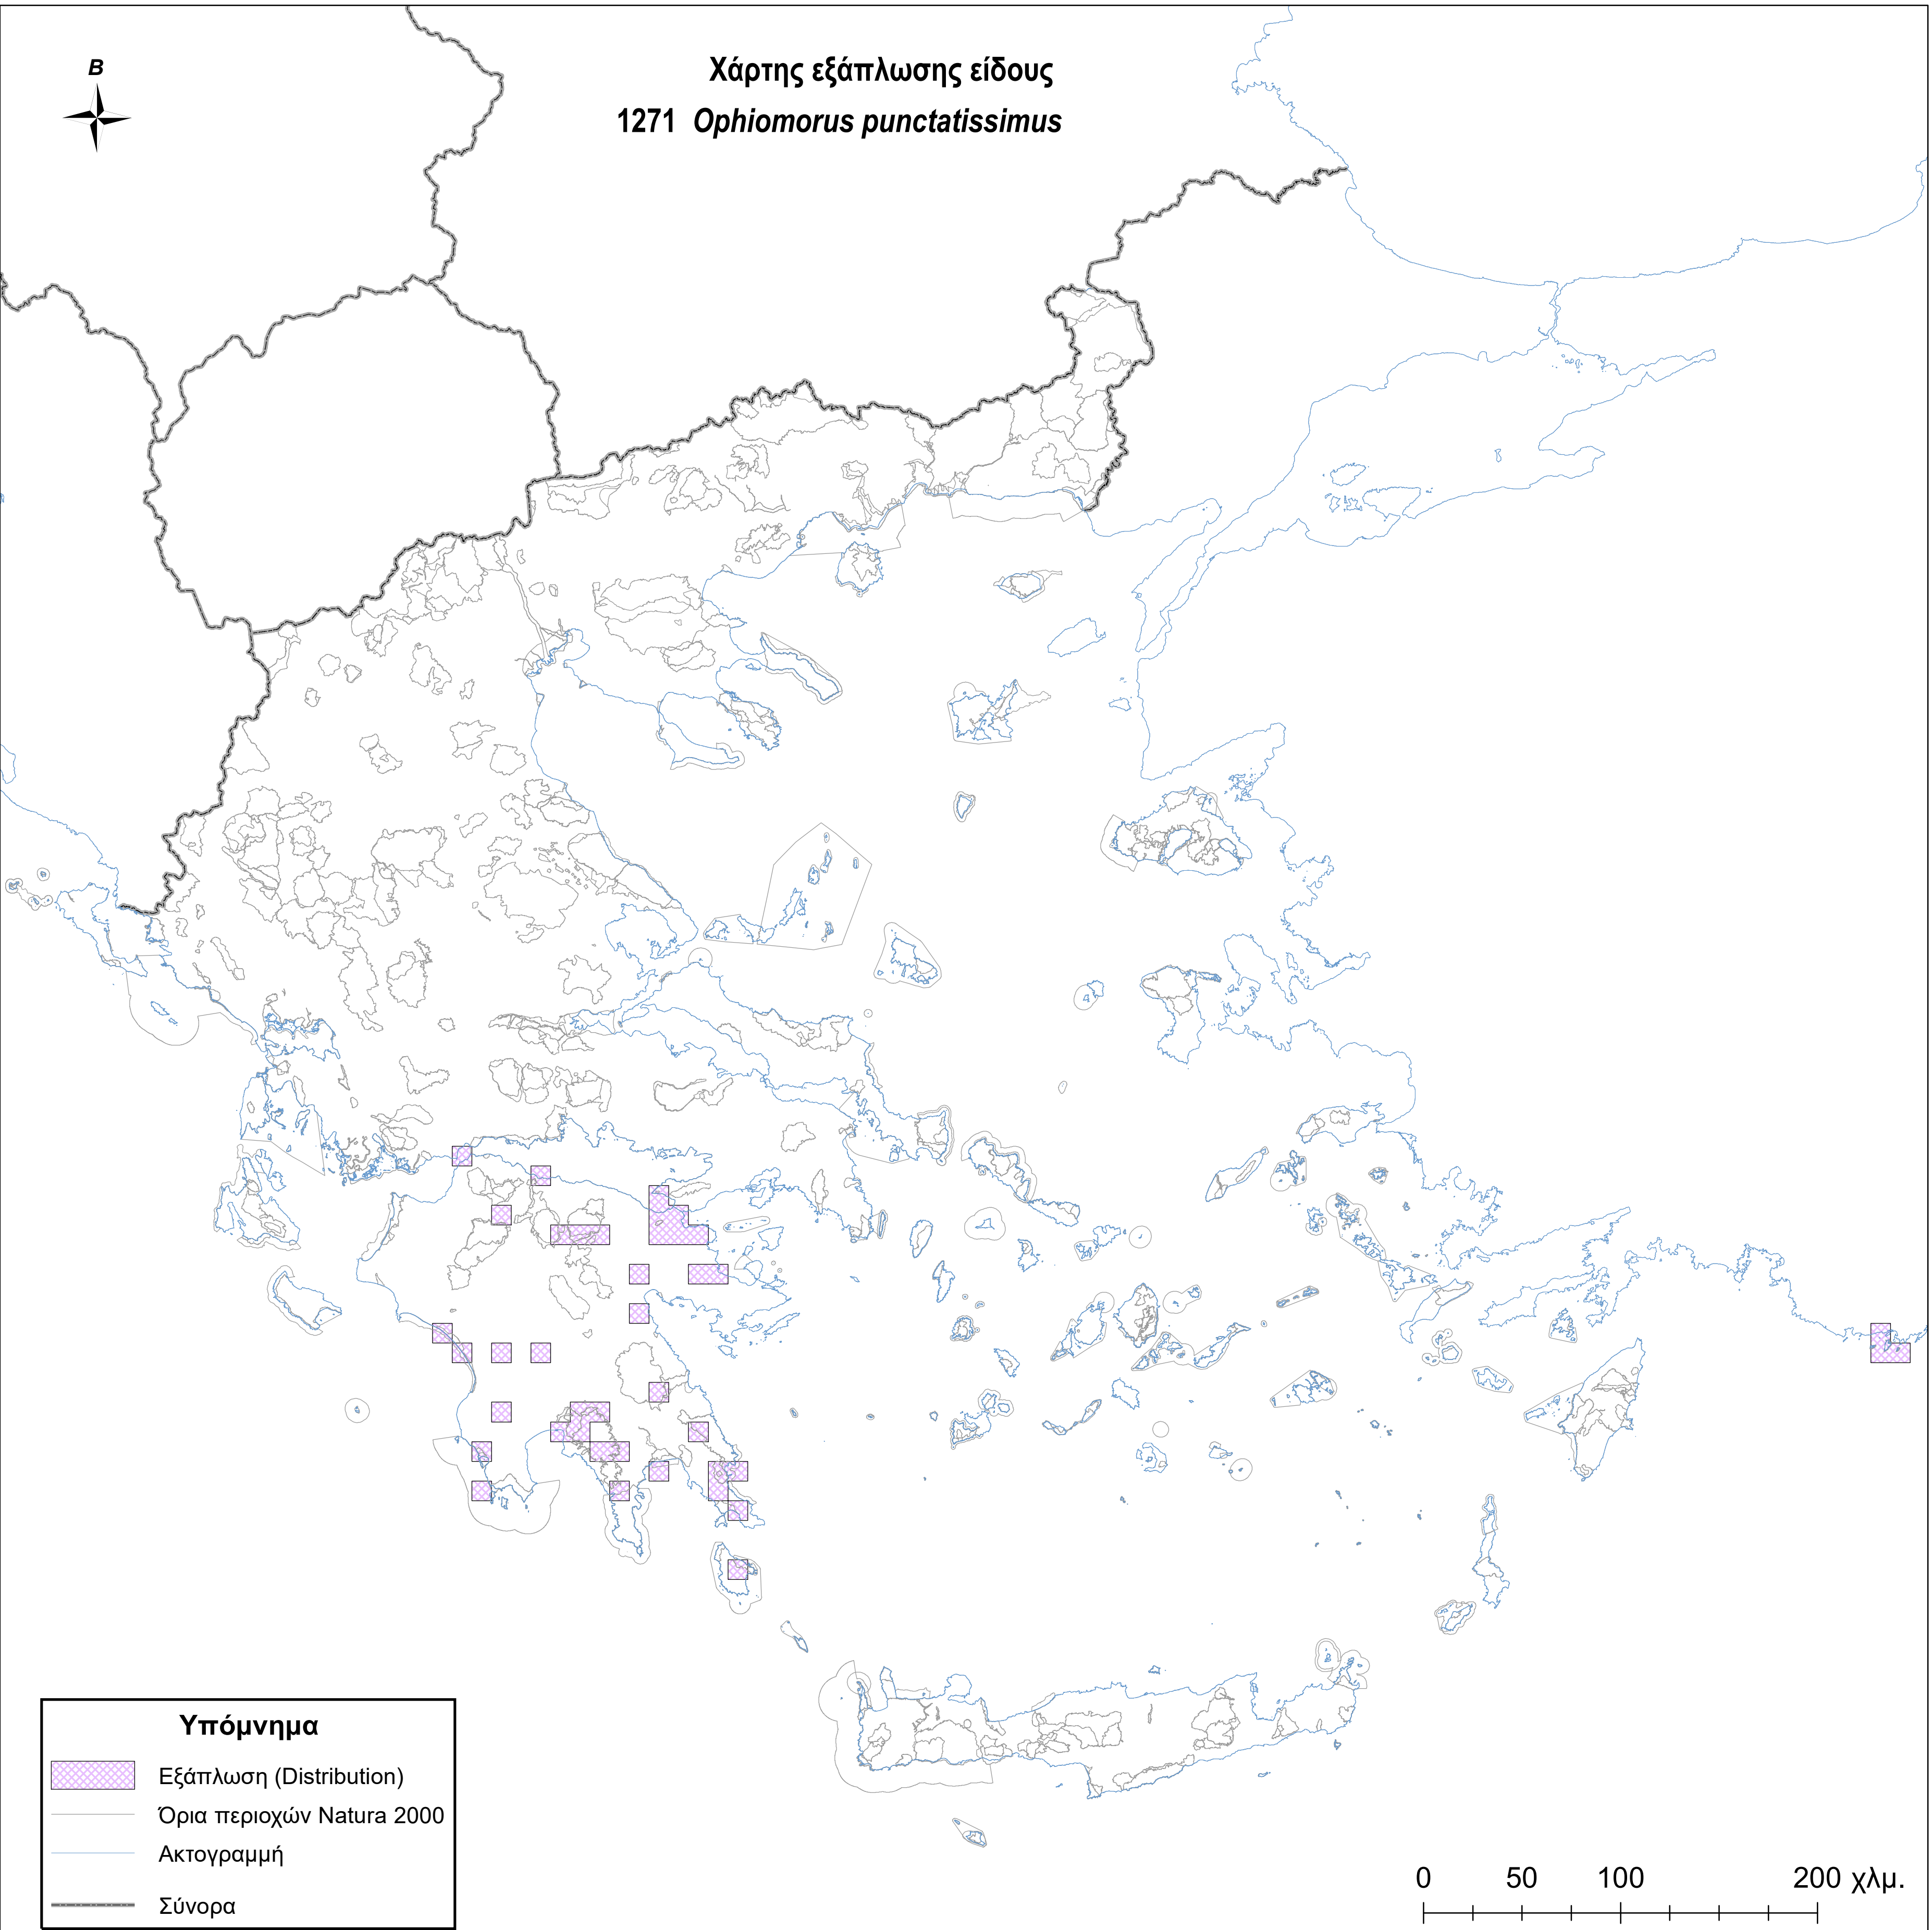 Χάρτης εξάπλωσης είδους
1271 Ophiomorus punctatissimus
Β
Υπόμνημα
Εξάπλωση (Distribution)
Όρια περιοχών Natura 2000
Ακτογραμμή
Σύνορα
0 50 100 200 χλμ.